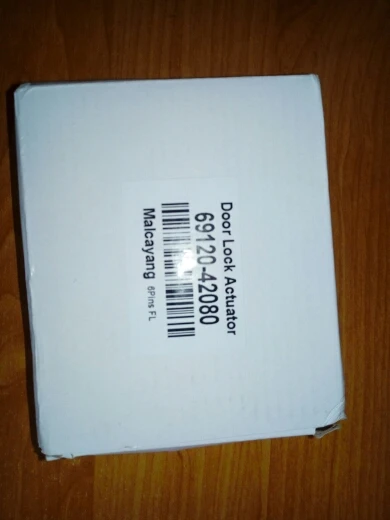 Door Lock Actuator
69120-42080
Malcayang 6Pins FL